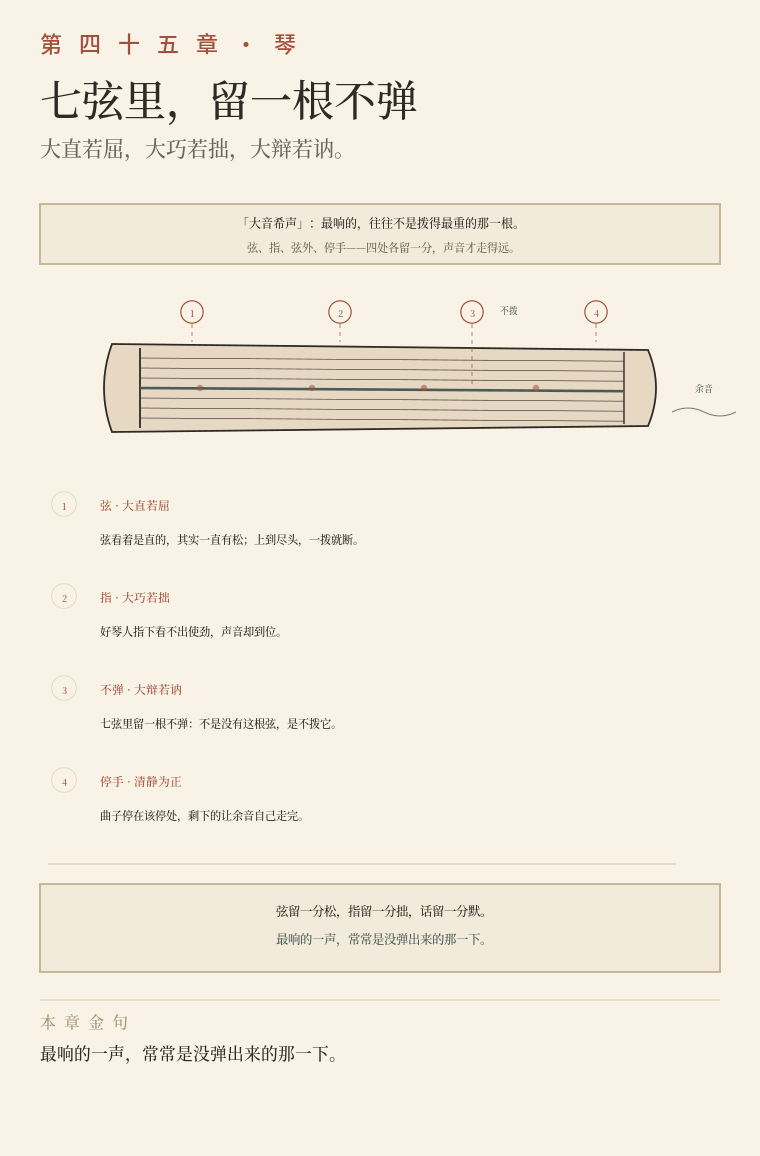 第四十五章·琴
七弦里，留一根不弹
大直若屈，大巧若拙，大辩若讷。
「大音希声」：最响的，往往不是拨得最重的那一根。
弦、指、弦外、停手——四处各留一分，声音才走得远。
1
2
3
不拨
4
余音
1
弦·大直若屈
弦看着是直的，其实一直有松；上到尽头，一拨就断。
2
指·大巧若拙
好琴人指下看不出使劲，声音却到位。
3
不弹·大辩若讷
七弦里留一根不弹：不是没有这根弦，是不拨它。
4
停手·清静为正
曲子停在该停处，剩下的让余音自己走完。
弦留一分松，指留一分拙，话留一分默。
最响的一声，常常是没弹出来的那一下。
本章金句
最响的一声，常常是没弹出来的那一下。